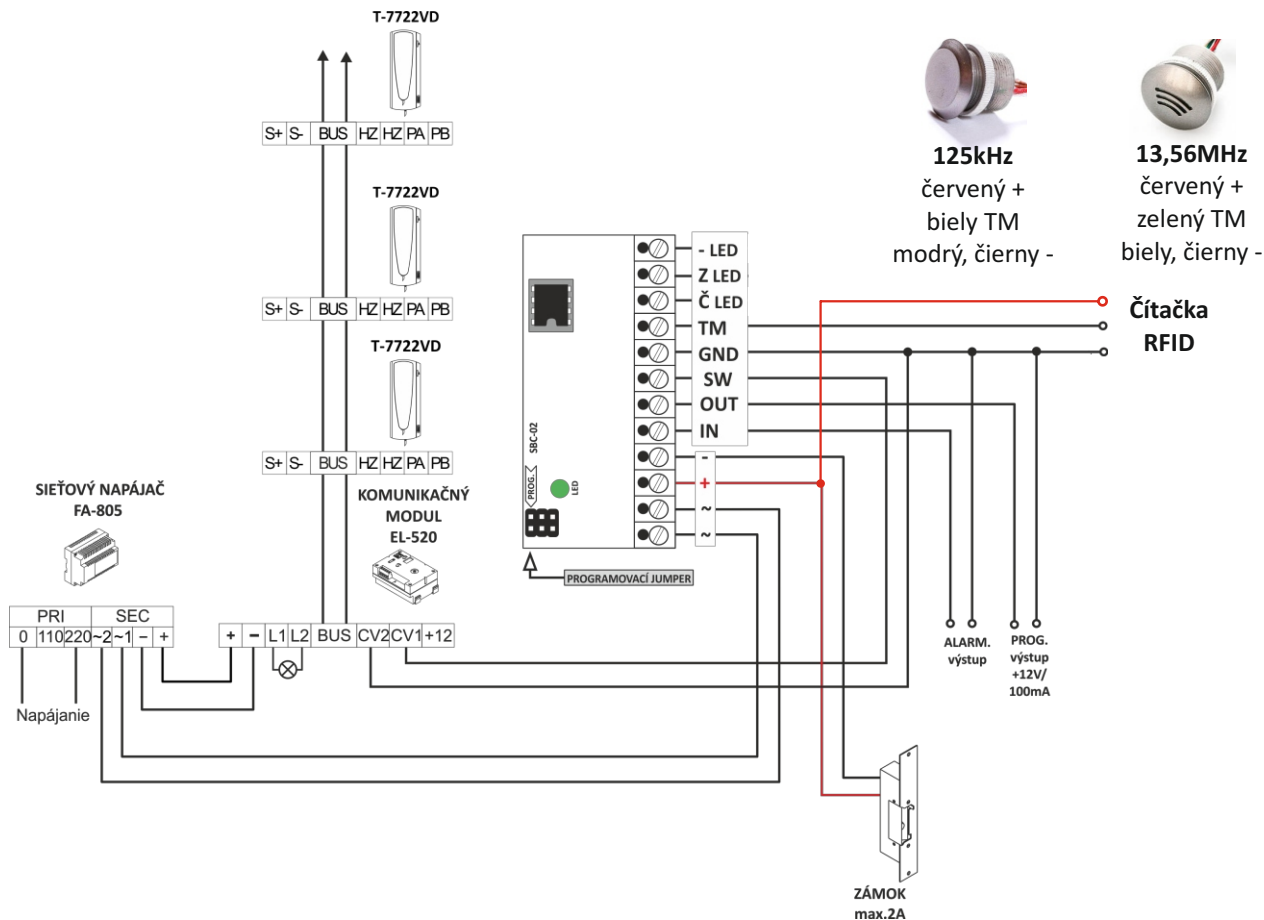 T-7722VD
S+ S- BUS HZ HZ PA PB
T-7722VD
S+ S- BUS HZ HZ PA PB
T-7722VD
S+ S- BUS HZ HZ PA PB
125kHz
červený +
biely TM
modrý, čierny -
13,56MHz
červený +
zelený TM
biely, čierny -
- LED
Z LED
Č LED
TM
GND
SW
OUT
IN
-
+
~
~
SBC-02
PROG.
LED
PROGRAMOVACÍ JUMPER
Čítačka
RFID
SIEŤOVÝ NAPÁJAČ
FA-805
KOMUNIKAČNÝ
MODUL
EL-520
PRI SEC
0 110 220 ~2 ~1 - +
+ - L1 L2 BUS CV2 CV1 +12
Napájanie
ALARM.
výstup
PROG.
výstup
+12V/
100mA
ZÁMOK
max.2A